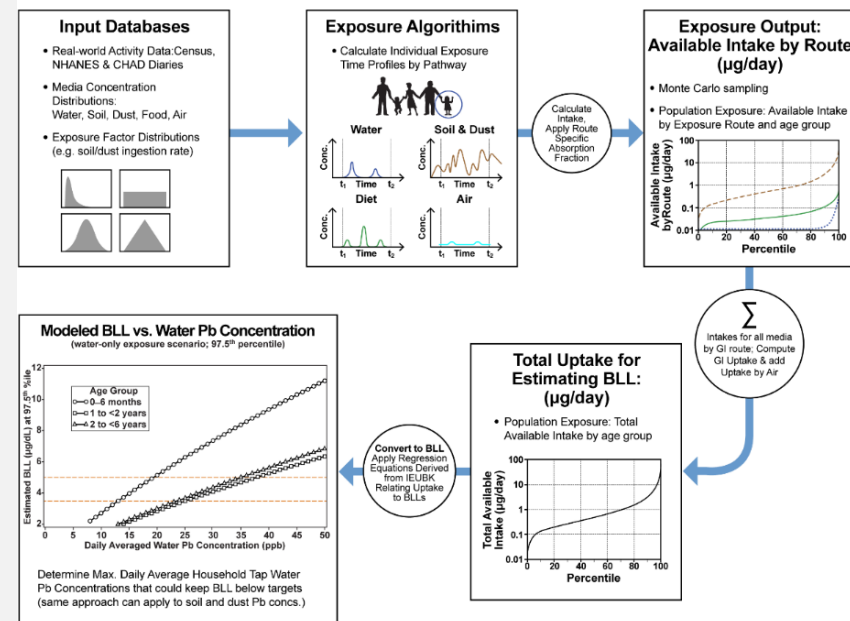 Input Databases
• Real-world Activity Data:Census,
NHANES & CHAD Diaries
• Media Concentration
Distributions:
Water, Soil, Dust, Food, Air
• Exposure Factor Distributions
(e.g. soil/dust ingestion rate)
Exposure Algorithims
• Calculate Individual Exposure
Time Profiles by Pathway
Water
Conc.
t1 Time t2
Soil & Dust
Conc.
t1 Time t2
Diet
Conc.
t1 Time t2
Air
Conc.
t1 Time t2
Calculate
Intake,
Apply Route
Specific
Absorption
Fraction
Exposure Output:
Available Intake by Route
(µg/day)
• Monte Carlo sampling
• Population Exposure: Available Intake
by Exposure Route and age group
Available Intake
byRoute (µg/day)
100
10
1
0.1
0.01
0 20 40 60 80 100
Percentile
Σ
Intakes for all media
by GI route; Compute
GI Uptake & add
Uptake by Air
Total Uptake for
Estimating BLL:
(µg/day)
• Population Exposure: Total
Available Intake by age group
Total Available
Intake (µg/day)
100
10
1
0.1
0.01
0 20 40 60 80 100
Percentile
Convert to BLL
Apply Regression
Equations Derived
from IEUBK
Relating Uptake
to BLLs
Modeled BLL vs. Water Pb Concentration
(water-only exposure scenario; 97.5th percentile)
Estimated BLL (µg/dL) at 97.5th %ile
12
10
8
6
4
2
Age Group
0–6 months
1 to <2 years
2 to <6 years
0 5 10 15 20 25 30 35 40 45 50
Daily Averaged Water Pb Concentration (ppb)
Determine Max. Daily Average Household Tap Water
Pb Concentrations that could keep BLL below targets
(same approach can apply to soil and dust Pb concs.)